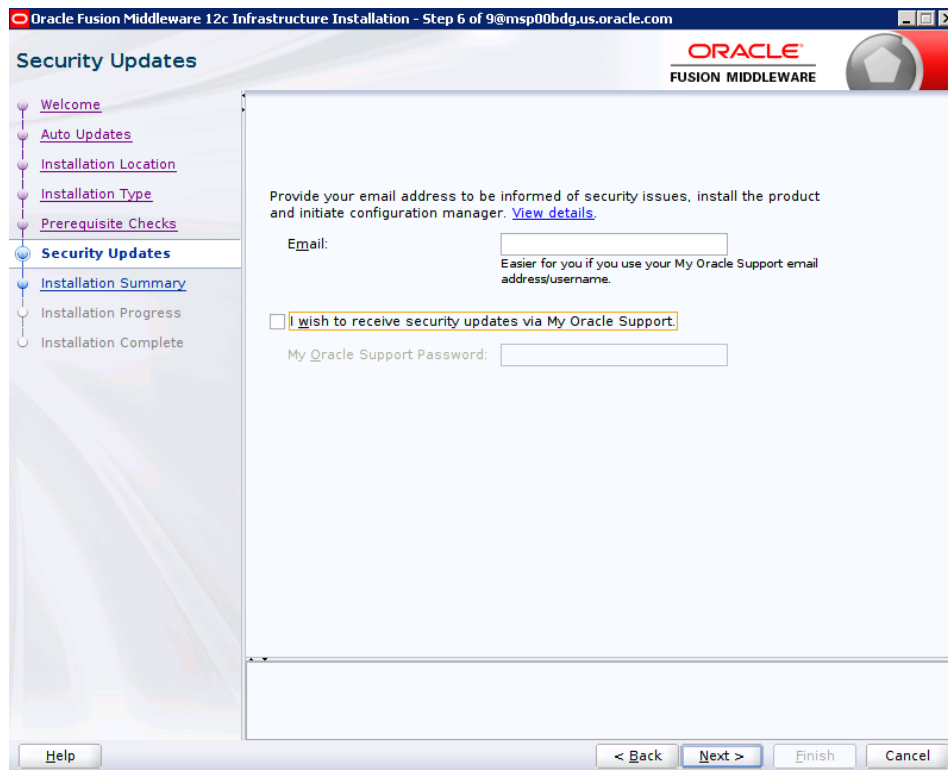 Oracle Fusion Middleware 12c Infrastructure Installation - Step 6 of 9@msp00bdg.us.oracle.com
Security Updates
ORACLE
FUSION MIDDLEWARE
Welcome
Auto Updates
Installation Location
Installation Type
Prerequisite Checks
Security Updates
Installation Summary
Installation Progress
Installation Complete
Provide your email address to be informed of security issues, install the product
and initiate configuration manager. View details.
Email:
Easier for you if you use your My Oracle Support email
address/username.
I wish to receive security updates via My Oracle Support.
My Oracle Support Password:
Help
< Back
Next >
Finish
Cancel